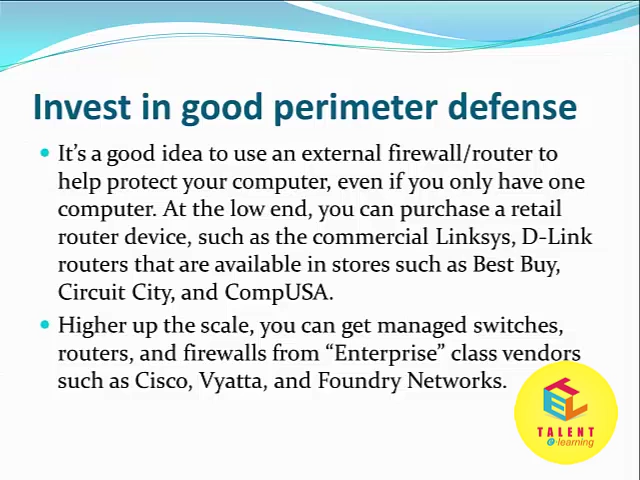 Invest in good perimeter defense
It's a good idea to use an external firewall/router to
help protect your computer, even if you only have one
computer. At the low end, you can purchase a retail
router device, such as the commercial Linksys, D-Link
routers that are available in stores such as Best Buy,
Circuit City, and CompUSA.
Higher up the scale, you can get managed switches,
routers, and firewalls from “Enterprise” class vendors
such as Cisco, Vyatta, and Foundry Networks.
TEL
TALENT
e-learning